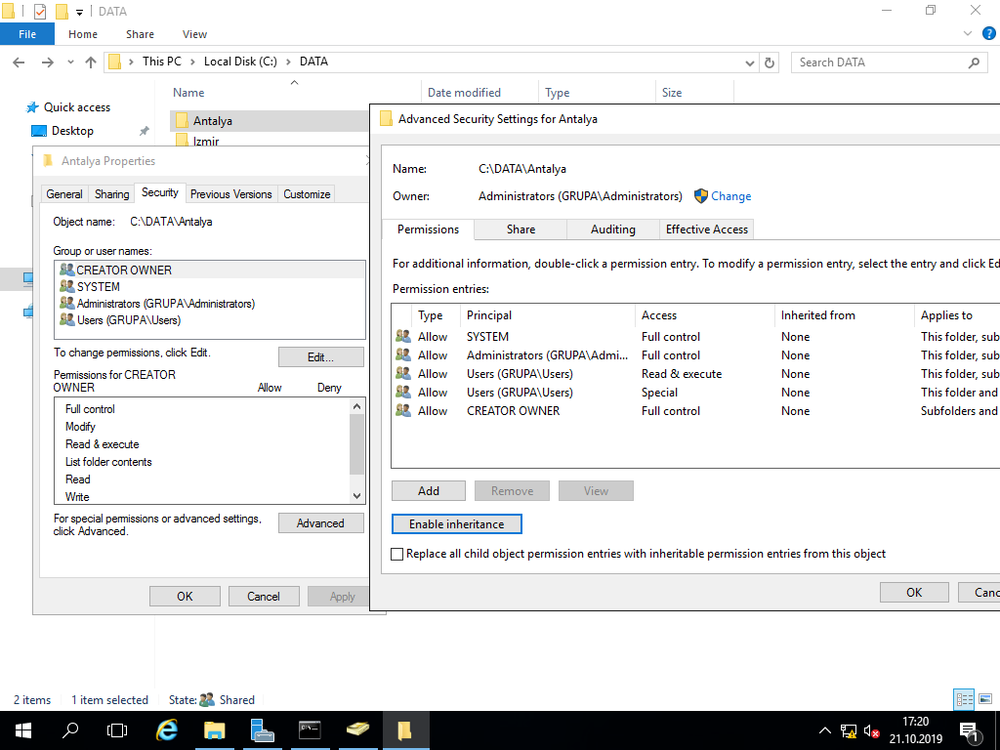 DATA
File Home Share View
This PC Local Disk (C:) DATA
Search DATA
Name Date modified Type Size
Quick access
Desktop
Antalya
Izmir
Antalya Properties
General Sharing Security Previous Versions Customize
Object name: C:\DATA\Antalya
Group or user names:
CREATOR OWNER
SYSTEM
Administrators (GRUPA\Administrators)
Users (GRUPA\Users)
To change permissions, click Edit.
Edit...
Permissions for CREATOR
OWNER Allow Deny
Full control
Modify
Read & execute
List folder contents
Read
Write
For special permissions or advanced settings,
click Advanced.
Advanced
OK Cancel Apply
Advanced Security Settings for Antalya
Name: C:\DATA\Antalya
Owner: Administrators (GRUPA\Administrators) Change
Permissions Share Auditing Effective Access
For additional information, double-click a permission entry. To modify a permission entry, select the entry and click Ed
Permission entries:
Type Principal Access Inherited from Applies to
Allow SYSTEM Full control None This folder, sub
Allow Administrators (GRUPA\Admi... Full control None This folder, sub
Allow Users (GRUPA\Users) Read & execute None This folder, sub
Allow Users (GRUPA\Users) Special None This folder and
Allow CREATOR OWNER Full control None Subfolders and
Add Remove View
Enable inheritance
Replace all child object permission entries with inheritable permission entries from this object
OK Canc
2 items 1 item selected State: Shared
17:20
21.10.2019
1